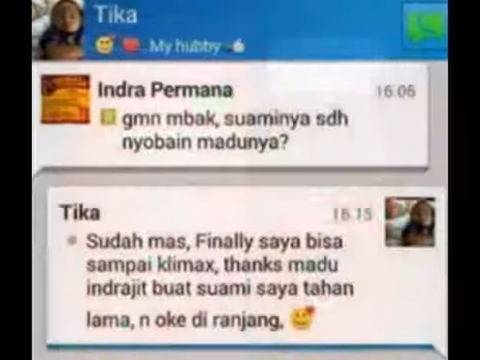 Tika
My hubby
Indra Permana 16.06
gmn mbak, suaminya sdh
nyobain madunya?
Tika 16.15
Sudah mas, Finally saya bisa
sampai klimax, thanks madu
indrajit buat suami saya tahan
lama, n oke di ranjang,